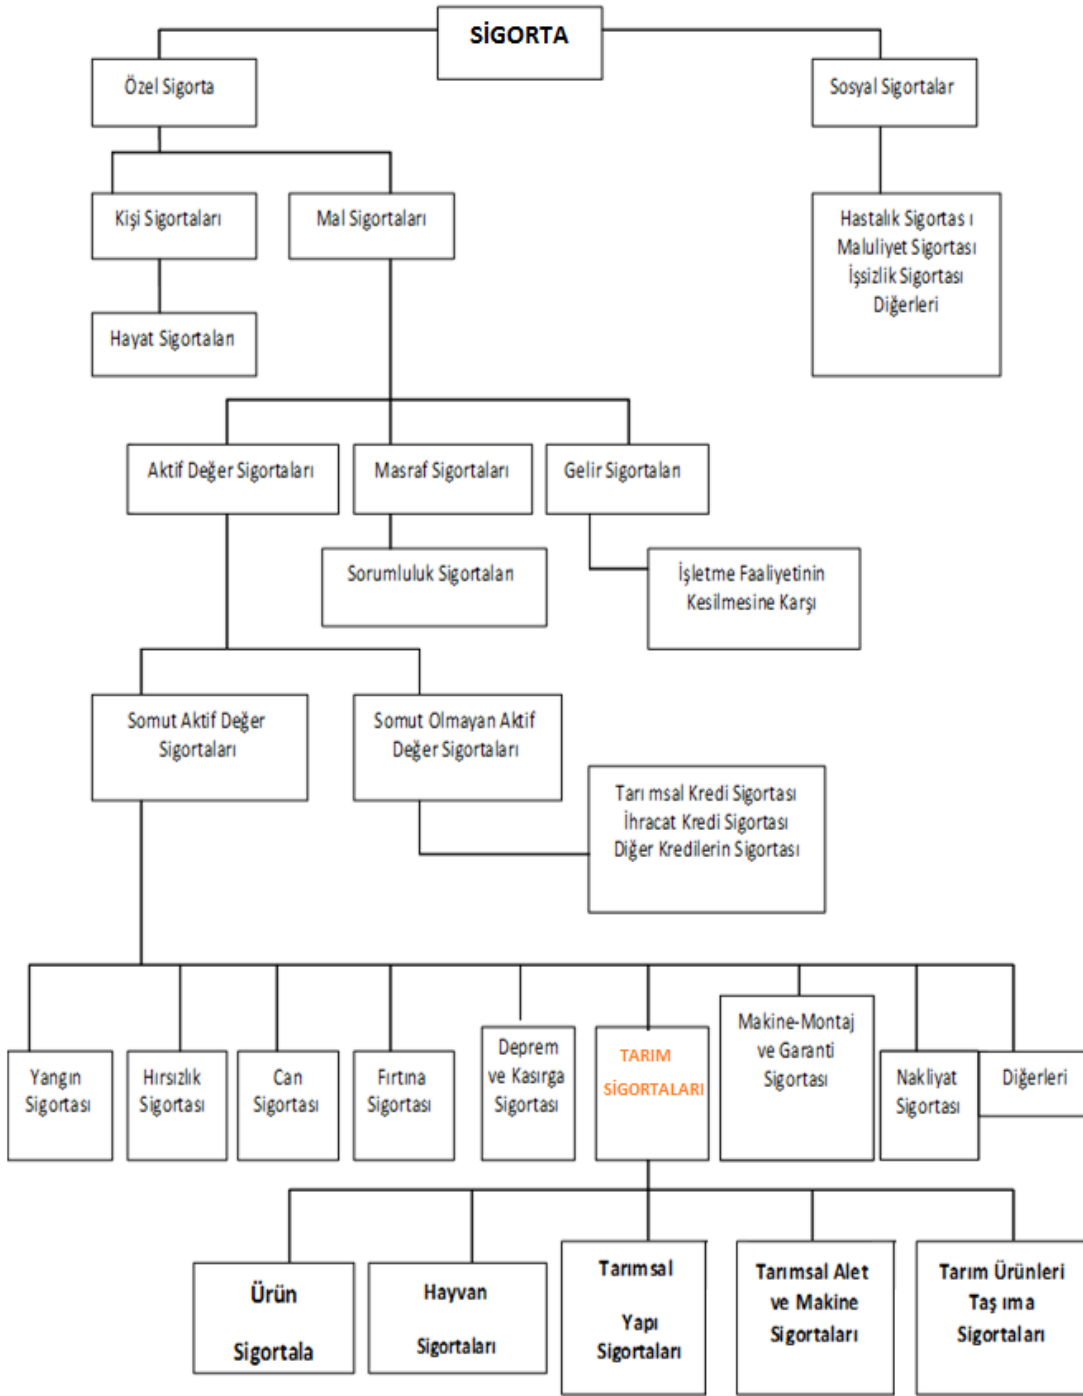 SİGORTA
Özel Sigorta
Sosyal Sigortalar
Kişi Sigortaları
Mal Sigortaları
Hastalık Sigortas ı
Maluliyet Sigortası
İşsizlik Sigortası
Diğerleri
Hayat Sigortaları
Aktif Değer Sigortaları
Masraf Sigortaları
Gelir Sigortaları
Sorumluluk Sigortaları
İşletme Faaliyetinin
Kesilmesine Karşı
Somut Aktif Değer
Sigortaları
Somut Olmayan Aktif
Değer Sigortaları
Tarı msal Kredi Sigortası
İhracat Kredi Sigortası
Diğer Kredilerin Sigortası
Yangın
Sigortası
Hırsızlık
Sigortası
Can
Sigortası
Fırtına
Sigortası
Deprem
ve Kasırga
Sigortası
TARIM
SİGORTALARI
Makine-Montaj
ve Garanti
Sigortası
Nakliyat
Sigortası
Diğerleri
Ürün
Sigortala
Hayvan
Sigortaları
Tarımsal
Yapı
Sigortaları
Tarımsal Alet
ve Makine
Sigortaları
Tarım Ürünleri
Taş ıma
Sigortaları